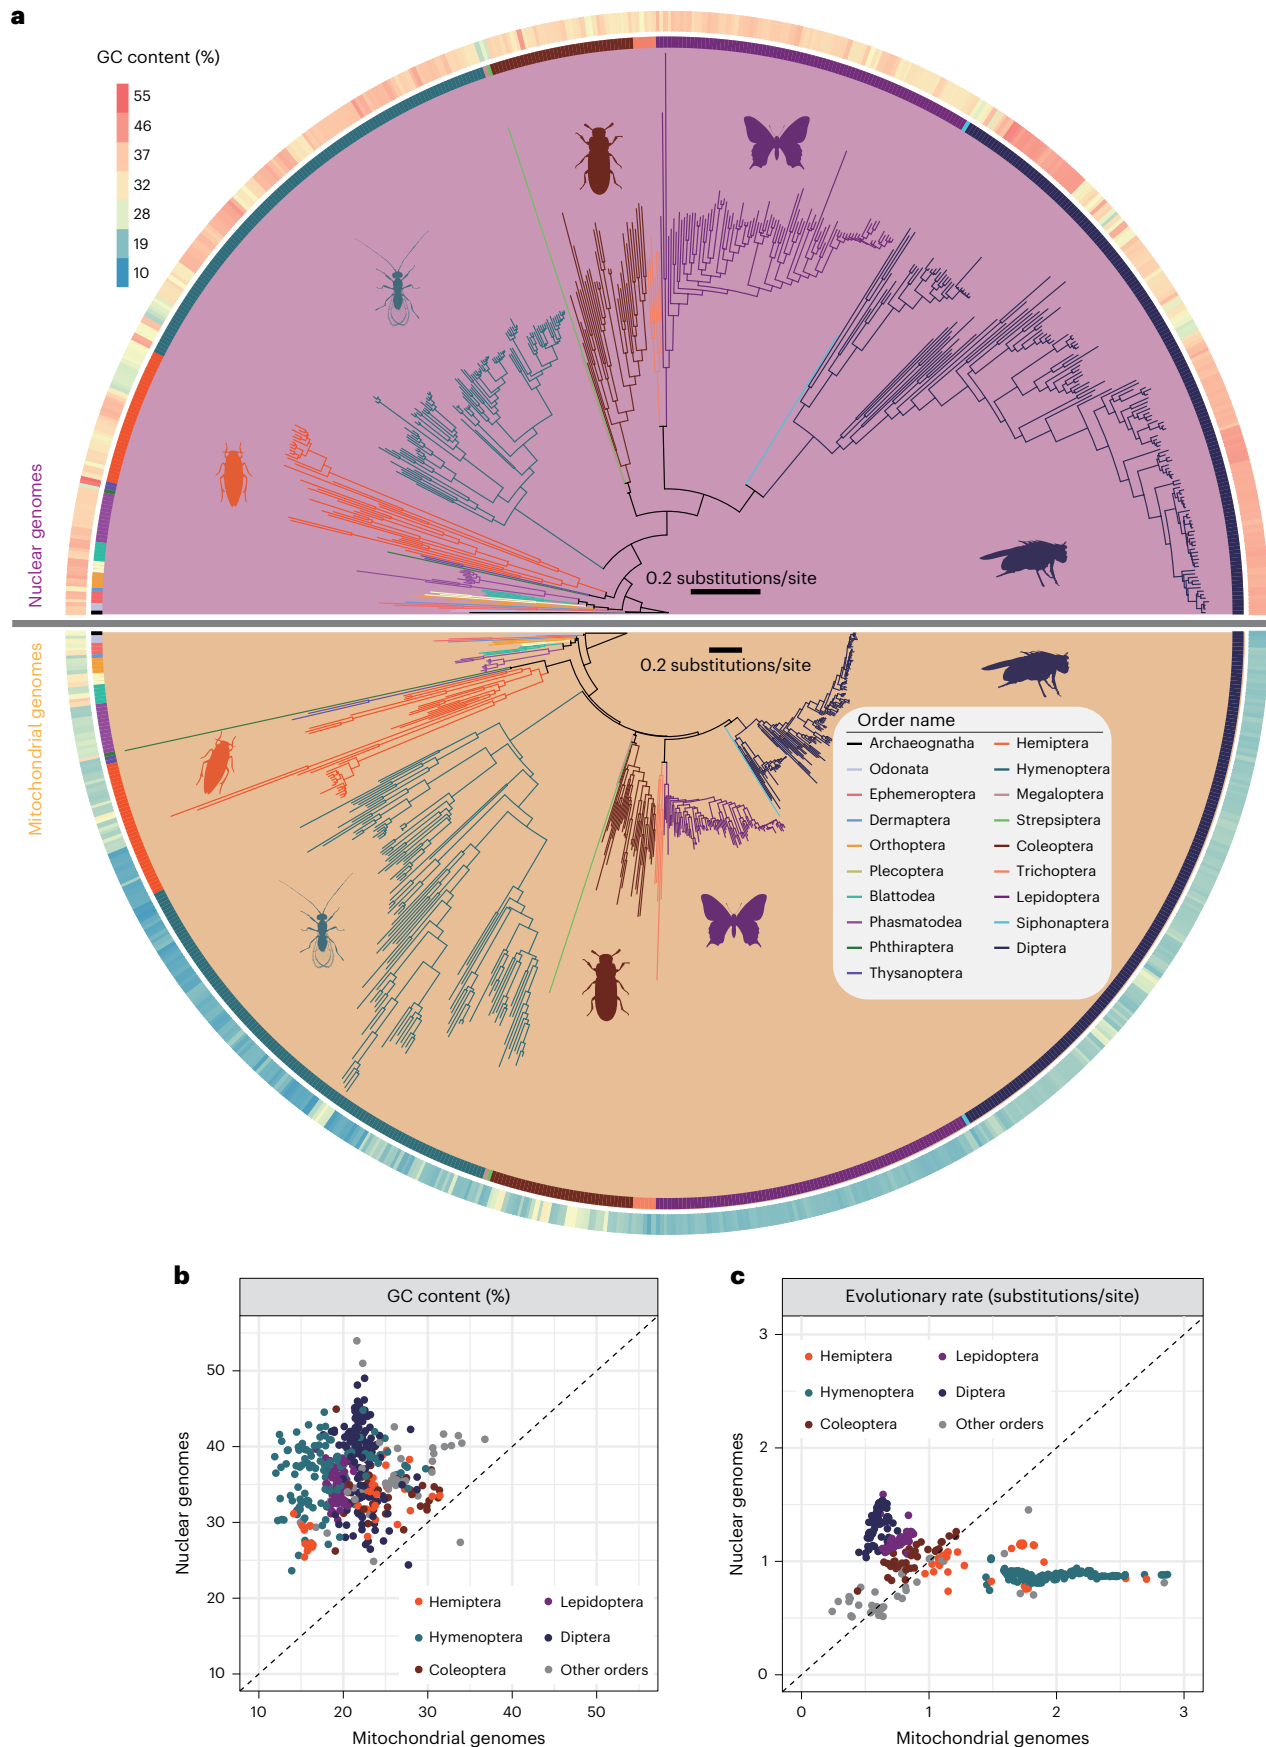 a
GC content (%)
55
46
37
32
28
19
10
Nuclear genomes
0.2 substitutions/site
Mitochondrial genomes
0.2 substitutions/site
Order name
Archaeognatha
Odonata
Ephemeroptera
Dermaptera
Orthoptera
Plecoptera
Blattodea
Phasmatodea
Phthiraptera
Thysanoptera
Hemiptera
Hymenoptera
Megaloptera
Strepsiptera
Coleoptera
Trichoptera
Lepidoptera
Siphonaptera
Diptera
b
GC content (%)
Nuclear genomes
50
40
30
20
10
Hemiptera
Hymenoptera
Coleoptera
Lepidoptera
Diptera
Other orders
10 20 30 40 50
Mitochondrial genomes
c
Evolutionary rate (substitutions/site)
Nuclear genomes
3
2
1
0
Hemiptera
Hymenoptera
Coleoptera
Lepidoptera
Diptera
Other orders
0 1 2 3
Mitochondrial genomes